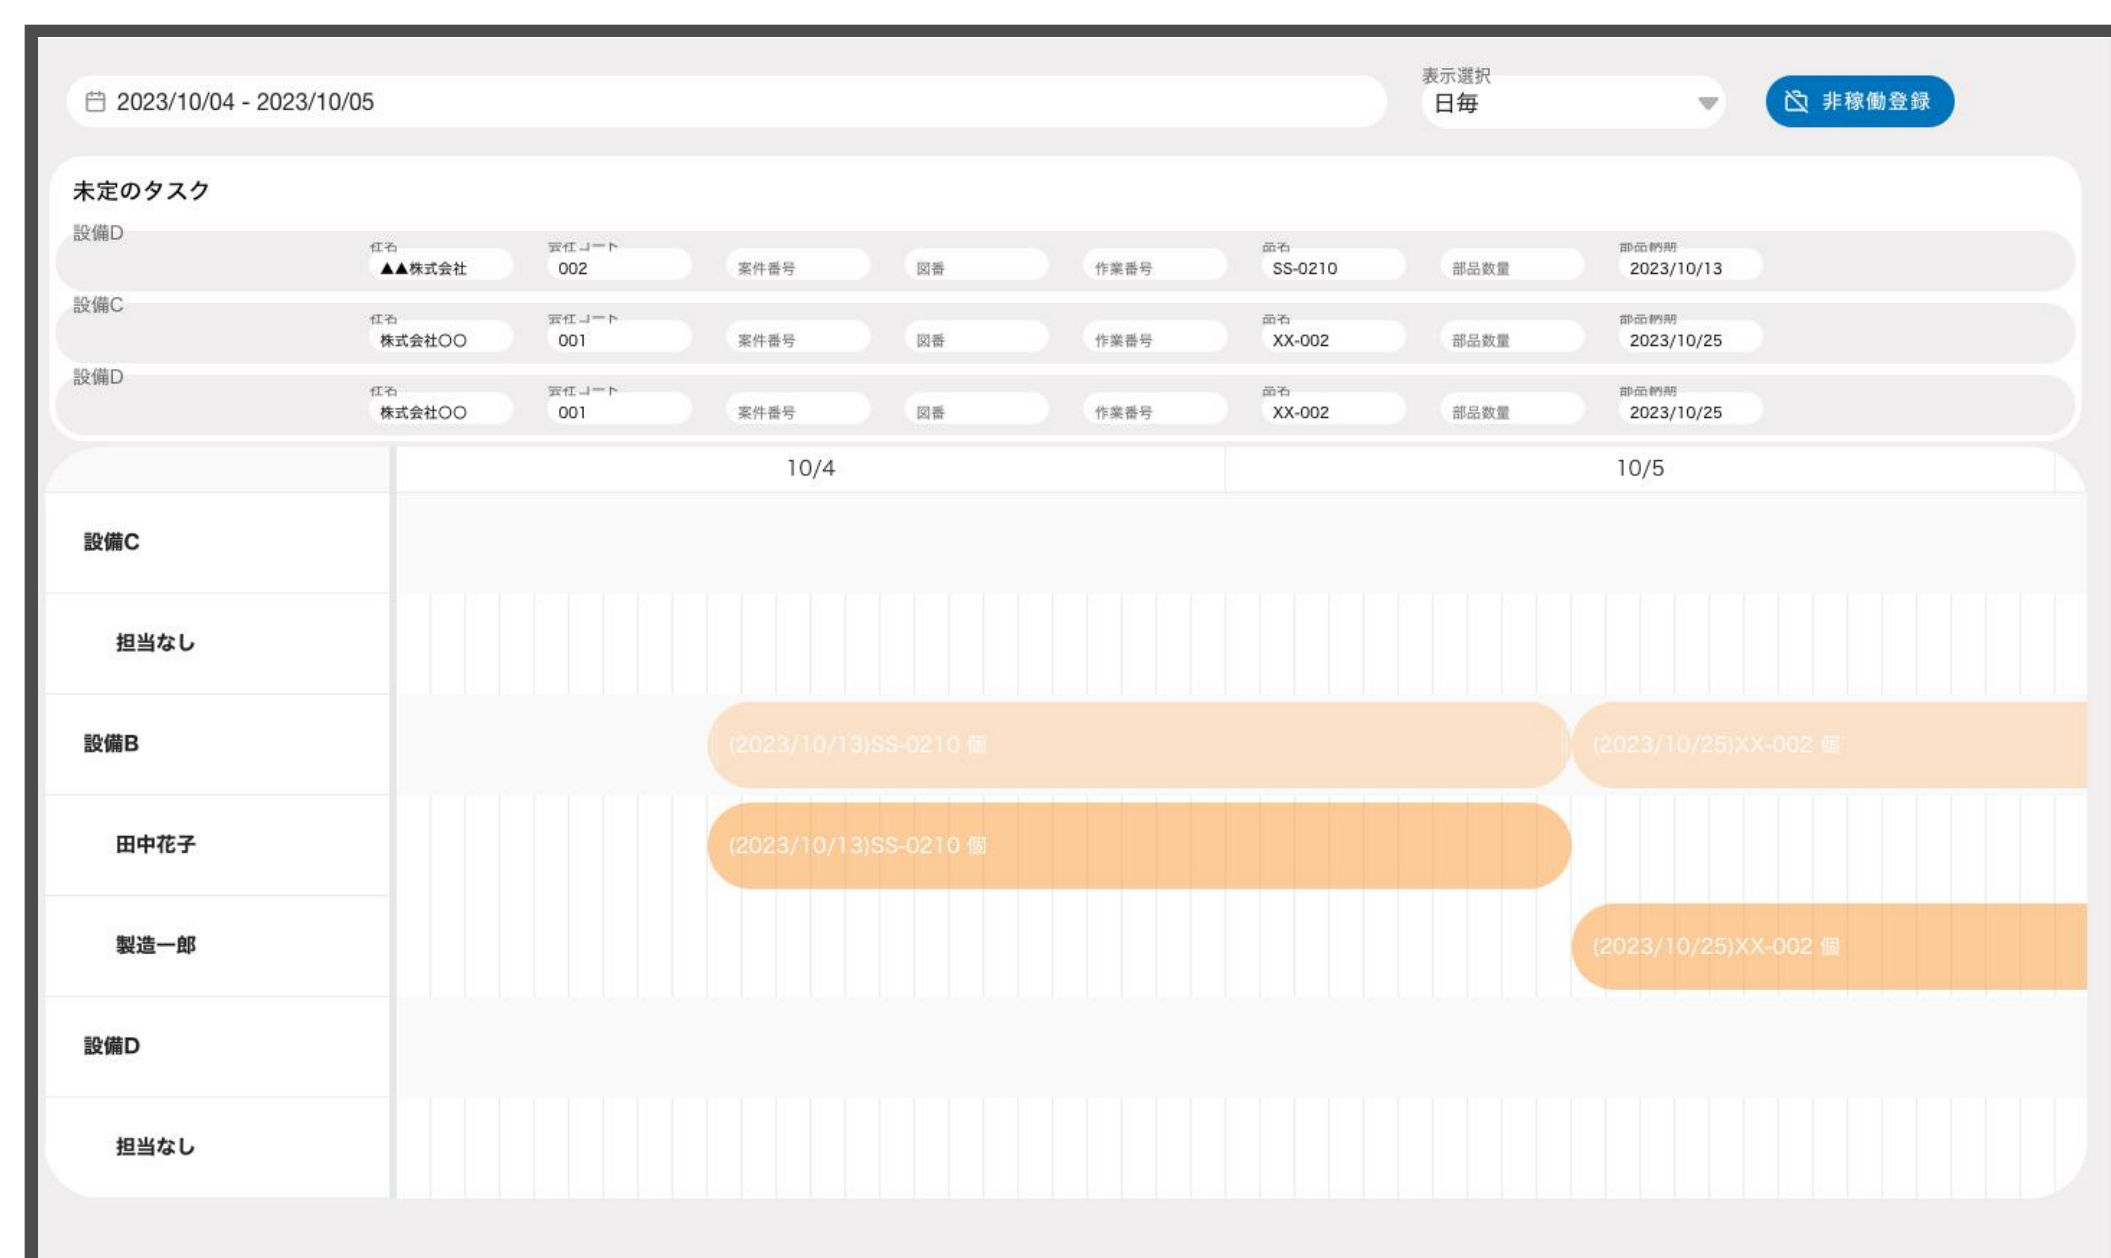 表示選択
2023/10/04 - 2023/10/05 日毎 非稼働登録
未定のタスク
設備D
▲▲株式会社 002 案件番号 図番 作業番号 SS-0210 部品数量 2023/10/13
設備C
株式会社〇〇 001 案件番号 図番 作業番号 XX-002 部品数量 2023/10/25
設備D
株式会社〇〇 001 案件番号 図番 作業番号 XX-002 部品数量 2023/10/25
10/4 10/5
設備C
担当なし
設備B (2023/10/13)SS-0210 個 (2023/10/25)XX-002 個
田中花子 (2023/10/13)SS-0210 個
製造一郎 (2023/10/25)XX-002 個
設備D
担当なし